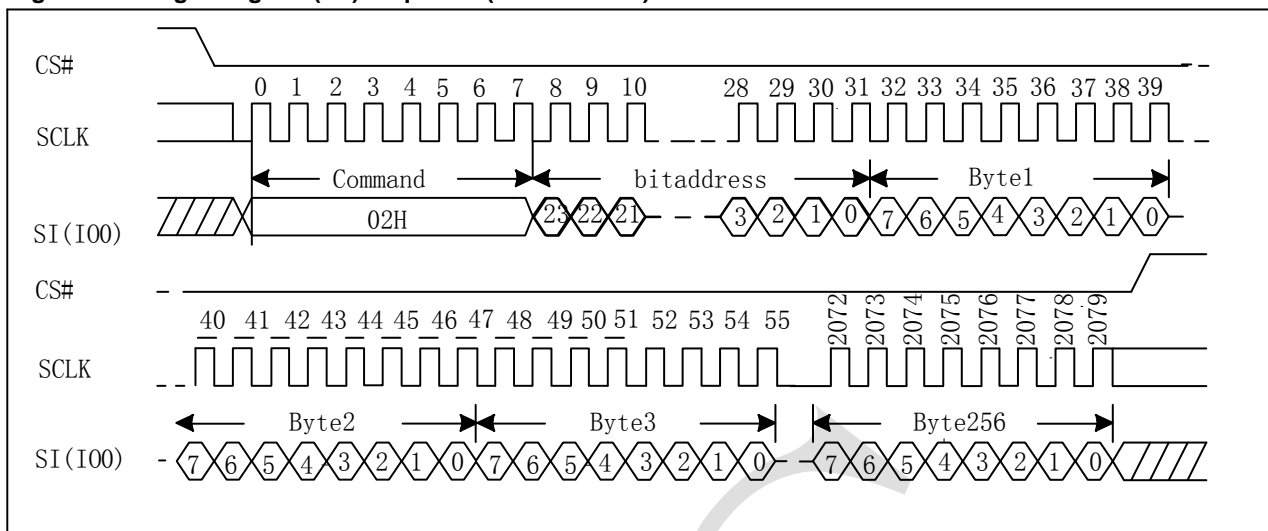 CS#
0 1 2 3 4 5 6 7 8 9 10 28 29 30 31 32 33 34 35 36 37 38 39
SCLK
Command bitaddress Byte1
SI(IO0) 02H 23 22 21 3 2 1 0 7 6 5 4 3 2 1 0
CS#
40 41 42 43 44 45 46 47 48 49 50 51 52 53 54 55 2072 2073 2074 2075 2076 2077 2078 2079
SCLK
Byte2 Byte3 Byte256
SI(IO0) 7 6 5 4 3 2 1 0 7 6 5 4 3 2 1 0 7 6 5 4 3 2 1 0